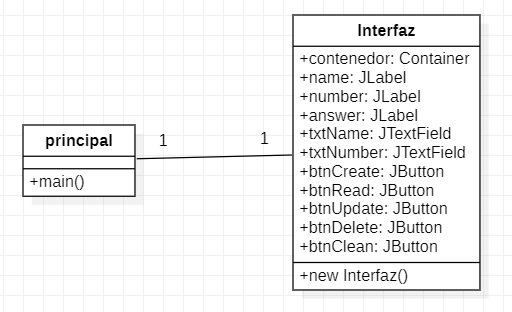 principal
+main()
1
1
Interfaz
+contenedor: Container
+name: JLabel
+number: JLabel
+answer: JLabel
+txtName: JTextField
+txtNumber: JTextField
+btnCreate: JButton
+btnRead: JButton
+btnUpdate: JButton
+btnDelete: JButton
+btnClean: JButton
+new Interfaz()